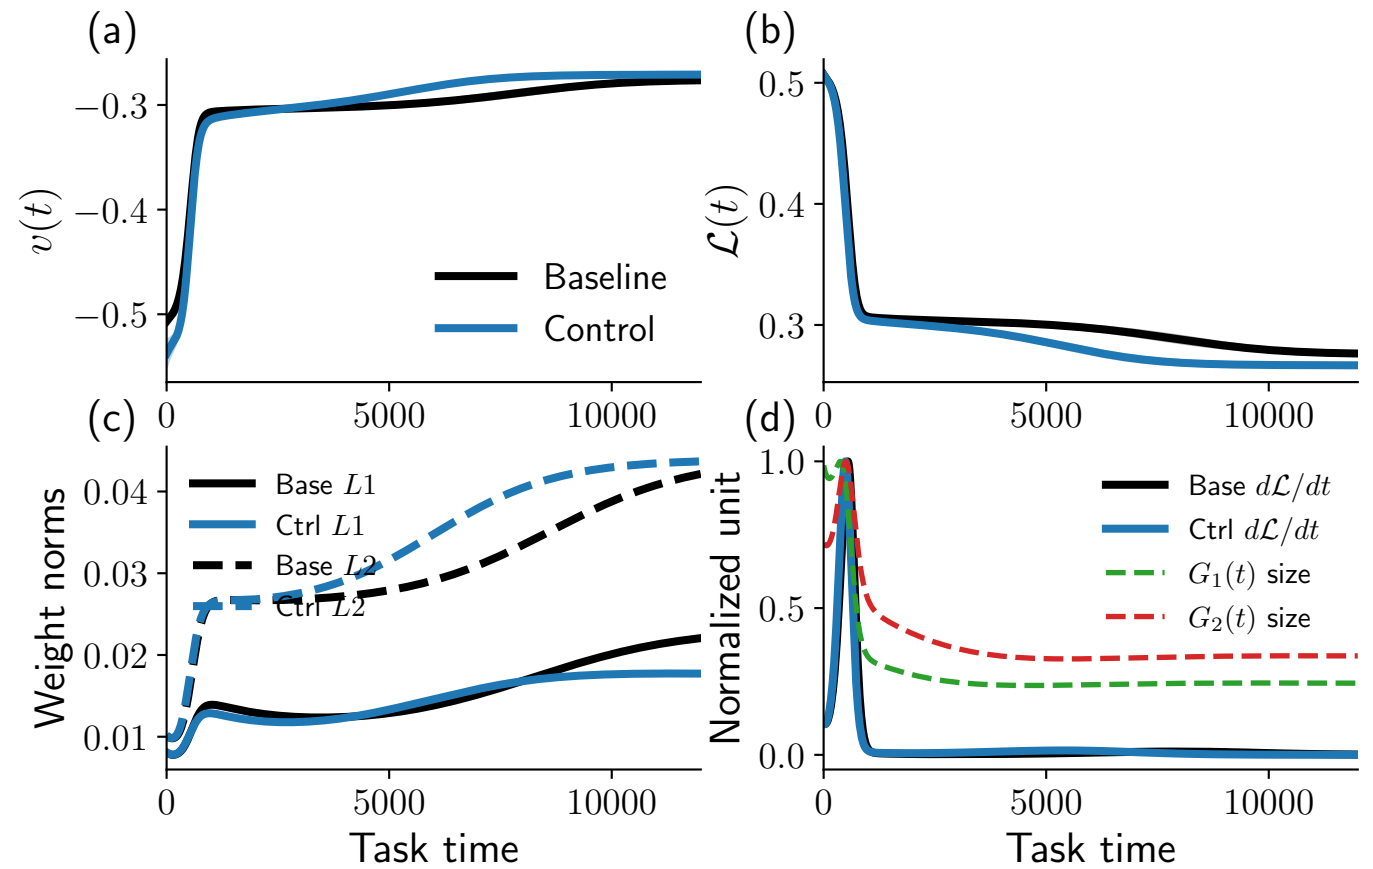 (a)
v(t)
−0.3
−0.4
−0.5
Baseline
Control
0
5000
10000
(b)
ℒ(t)
0.5
0.4
0.3
0
5000
10000
(c)
Weight norms
0.04
0.03
0.02
0.01
Base L1
Ctrl L1
Base L2
Ctrl L2
0
5000
10000
Task time
(d)
Normalized unit
1.0
0.5
0.0
Base dℒ/dt
Ctrl dℒ/dt
G₁(t) size
G₂(t) size
0
5000
10000
Task time